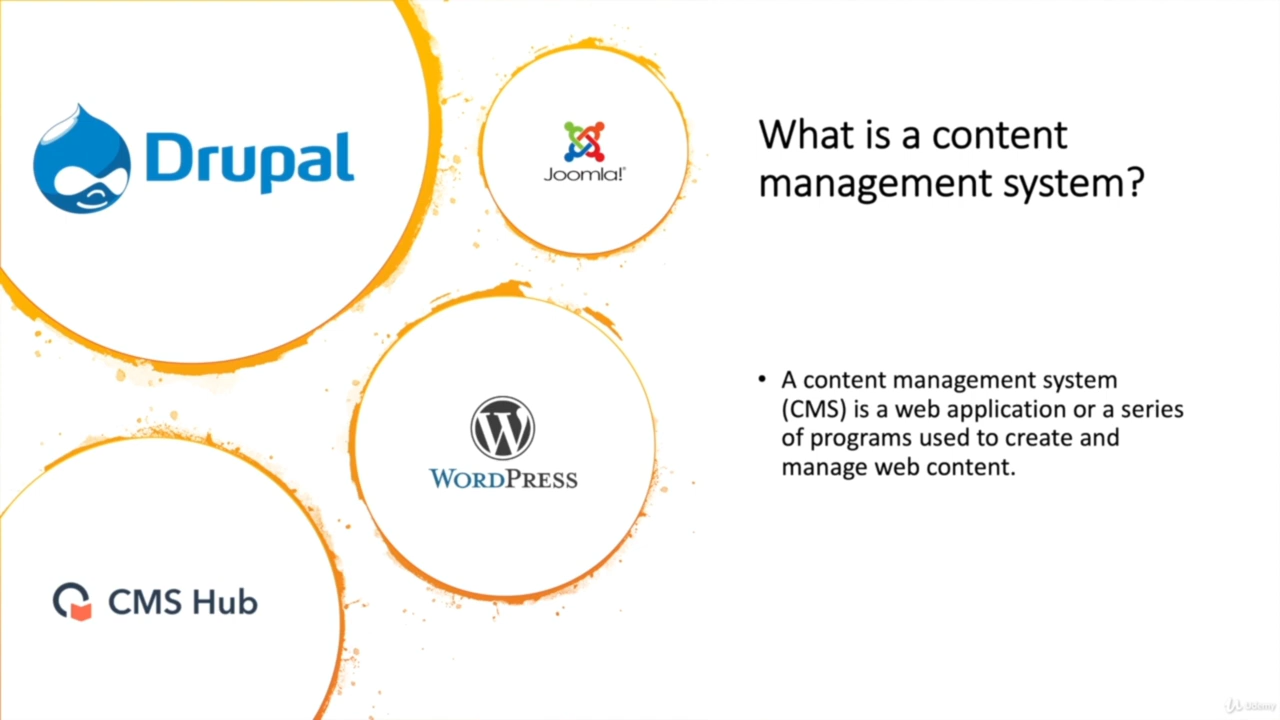 Drupal
Joomla!®
What is a content
management system?
• A content management system
(CMS) is a web application or a series
of programs used to create and
manage web content.
WORDPRESS
CMS Hub
Udemy